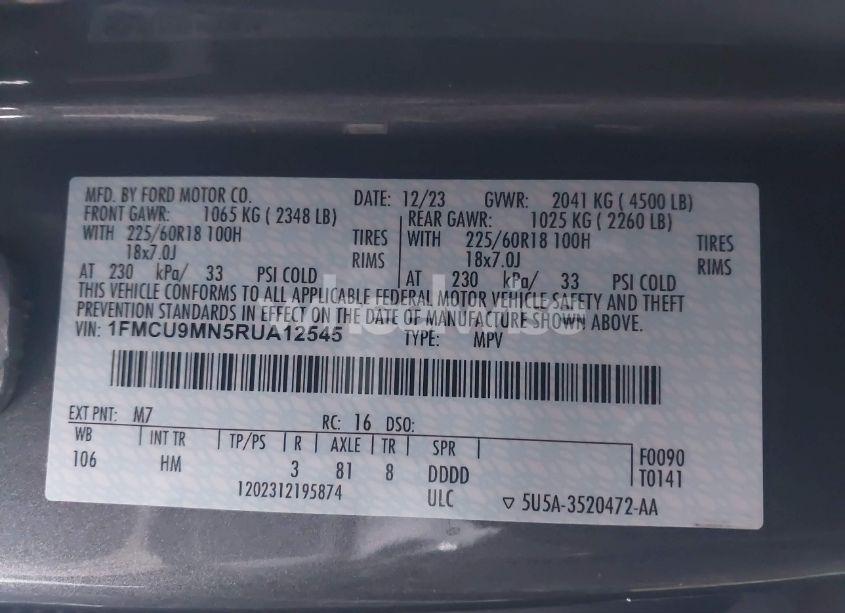 MFD. BY FORD MOTOR CO. DATE: 12/23 GVWR: 2041 KG ( 4500 LB)
FRONT GAWR: 1065 KG ( 2348 LB) REAR GAWR: 1025 KG ( 2260 LB)
WITH 225/60R18 100H TIRES WITH 225/60R18 100H TIRES
18x7.0J RIMS 18x7.0J RIMS
AT 230 kPa/ 33 PSI COLD AT 230 kPa/ 33 PSI COLD
THIS VEHICLE CONFORMS TO ALL APPLICABLE FEDERAL MOTOR VEHICLE SAFETY AND THEFT
PREVENTION STANDARDS IN EFFECT ON THE DATE OF MANUFACTURE SHOWN ABOVE.
VIN: 1FMCU9MN5RUA12545 TYPE: MPV
EXT PNT: M7 RC: 16 DSO:
WB INT TR TP/PS R AXLE TR SPR F0090
106 HM 3 81 8 DDDD T0141
1202312195874 ULC ▽ 5U5A-3520472-AA